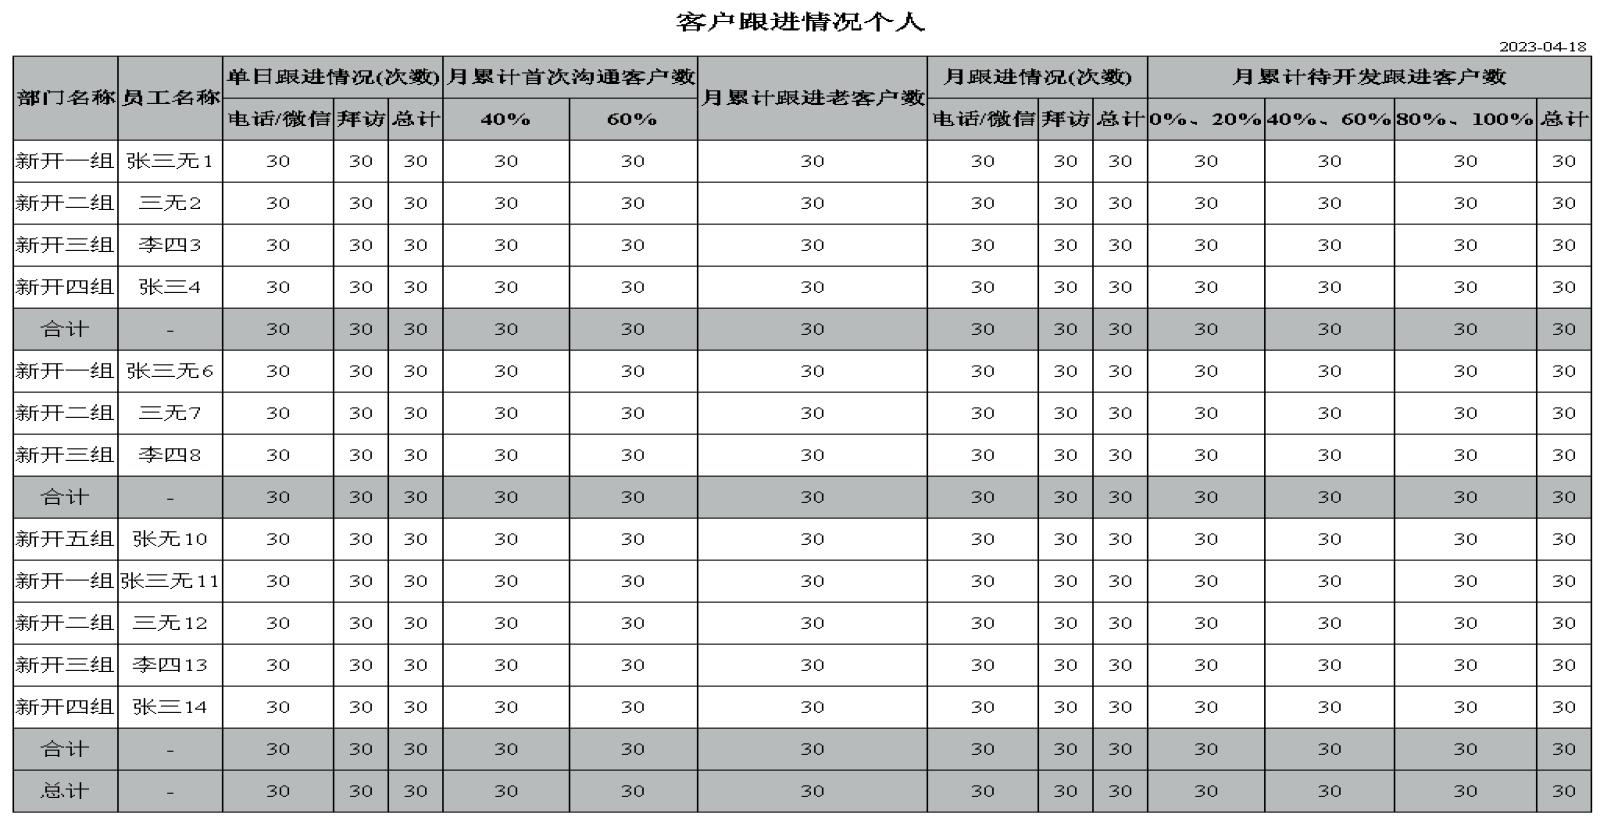 客户跟进情况个人
2023-04-18
部门名称 员工名称 单日跟进情况(次数) 月累计首次沟通客户数 月累计跟进老客户数 月跟进情况(次数) 月累计待开发跟进客户数
电话/微信 拜访 总计 40% 60% 电话/微信 拜访 总计 0%、20% 40%、60% 80%、100% 总计
新开一组 张三无1 30 30 30 30 30 30 30 30 30 30 30 30 30
新开二组 三无2 30 30 30 30 30 30 30 30 30 30 30 30 30
新开三组 李四3 30 30 30 30 30 30 30 30 30 30 30 30 30
新开四组 张三4 30 30 30 30 30 30 30 30 30 30 30 30 30
合计 - 30 30 30 30 30 30 30 30 30 30 30 30 30
新开一组 张三无6 30 30 30 30 30 30 30 30 30 30 30 30 30
新开二组 三无7 30 30 30 30 30 30 30 30 30 30 30 30 30
新开三组 李四8 30 30 30 30 30 30 30 30 30 30 30 30 30
合计 - 30 30 30 30 30 30 30 30 30 30 30 30 30
新开五组 张无10 30 30 30 30 30 30 30 30 30 30 30 30 30
新开一组 张三无11 30 30 30 30 30 30 30 30 30 30 30 30 30
新开二组 三无12 30 30 30 30 30 30 30 30 30 30 30 30 30
新开三组 李四13 30 30 30 30 30 30 30 30 30 30 30 30 30
新开四组 张三14 30 30 30 30 30 30 30 30 30 30 30 30 30
合计 - 30 30 30 30 30 30 30 30 30 30 30 30 30
总计 - 30 30 30 30 30 30 30 30 30 30 30 30 30